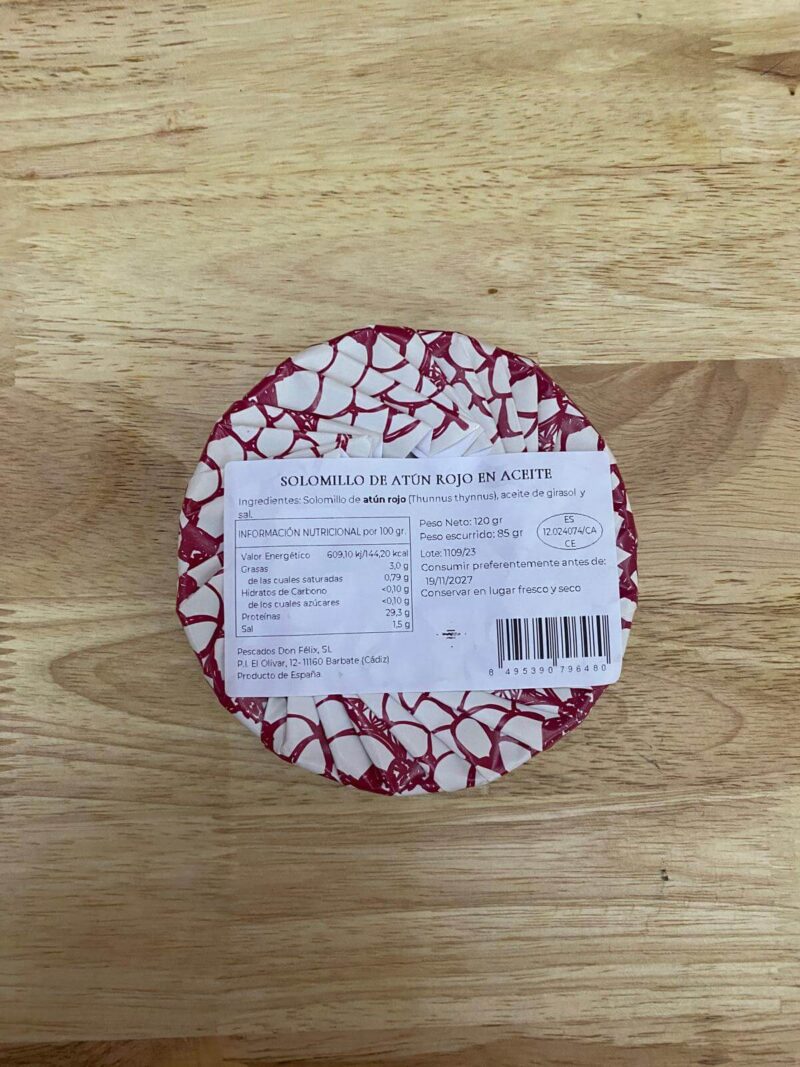 SOLOMILLO DE ATÚN ROJO EN ACEITE
Ingredientes: Solomillo de atún rojo (Thunnus thynnus), aceite de girasol y
sal.
INFORMACIÓN NUTRICIONAL por 100 gr.
Valor Energético 609,10 kj/144,20 kcal
Grasas 3,0 g
de las cuales saturadas 0,79 g
Hidratos de Carbono <0,10 g
de los cuales azúcares <0,10 g
Proteínas 29,3 g
Sal 1,5 g
Peso Neto: 120 gr
Peso escurrido: 85 gr
ES
12.024074/CA
CE
Lote: 1109/23
Consumir preferentemente antes de:
19/11/2027
Conservar en lugar fresco y seco
Pescados Don Félix, SL
P.I. El Olivar, 12- 11160 Barbate (Cádiz)
Producto de España
8 495390 796480